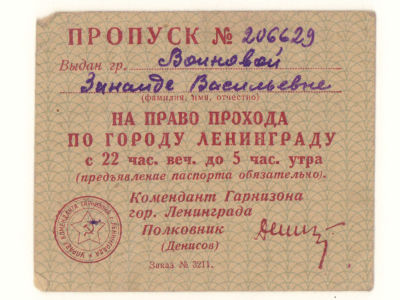 ПРОПУСК № 206629
Выдан гр. Воиновой
Зинаиде Васильевне
(фамилия, имя, отчество)
НА ПРАВО ПРОХОДА
ПО ГОРОДУ ЛЕНИНГРАДУ
с 22 час. веч. до 5 час. утра
(предъявление паспорта обязательно).
Комендант Гарнизона
гор. Ленинграда
Полковник
(Денисов)
Заказ № 3211.